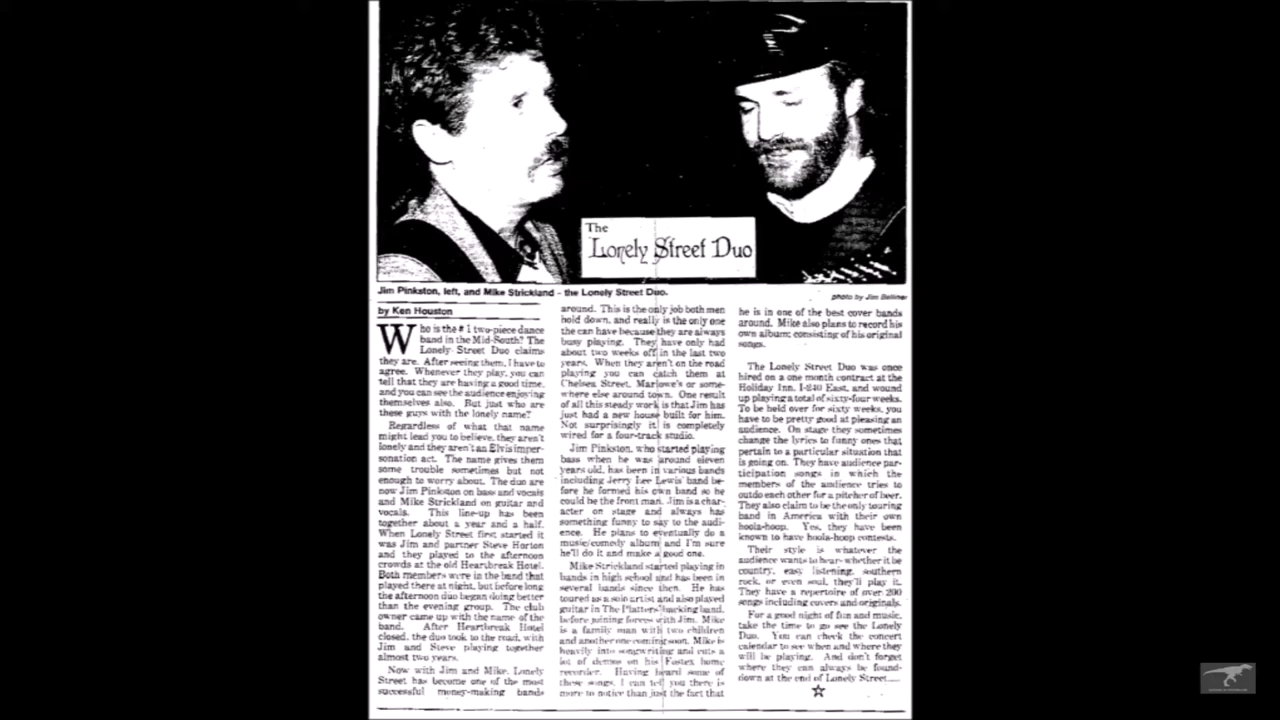 The
Lonely Street Duo
Jim Pinkston, left, and Mike Strickland - the Lonely Street Duo.
photo by Jim
by Ken Houston
Who is the # 1 two-piece dance
band in the Mid-South? The
Lonely Street Duo claims
they are. After seeing them, I have to
agree. Whenever they play, you can
tell that they are having a good time,
and you can see the audience enjoying
themselves also. But just who are
these guys with the lonely name?
Regardless of what that name
might lead you to believe, they aren't
lonely and they aren't an Elvis imper-
sonation act. The name gives them
some trouble sometimes but not
enough to worry about. The duo are
now Jim Pinkston on bass and vocals
and Mike Strickland on guitar and
vocals. This line-up has been
together about a year and a half.
When Lonely Street first started it
was Jim and partner Steve Horton
and they played to the afternoon
crowds at the old Heartbreak Hotel.
Both members were in the band that
played there at night, but before long
the afternoon duo began doing better
than the evening group. The club
owner came up with the name of the
band. After Heartbreak Hotel
closed, the duo took to the road, with
Jim and Steve playing together
almost two years.
Now with Jim and Mike, Lonely
Street has become one of the most
successful money-making bands
around. This is the only job both men
hold down, and really is the only one
the can have because they are always
busy playing. They have only had
about two weeks off in the last two
years. When they aren't on the road
playing you can catch them at
Chelsea Street, Marlowe's or some-
where else around town. One result
of all this steady work is that Jim has
just had a new house built for him.
Not surprisingly it is completely
wired for a four-track studio.
Jim Pinkston, who started playing
bass when he was around eleven
years old, has been in various bands
including Jerry Lee Lewis' band be-
fore he formed his own band so he
could be the front man. Jim is a char-
acter on stage and always has
something funny to say to the audi-
ence. He plans to eventually do a
music/comedy album and I'm sure
he'll do it and make a good one.
Mike Strickland started playing in
bands in high school and has been in
several bands since then. He has
toured as a solo artist and also played
guitar in The Platters' backing band,
before joining forces with Jim. Mike
is a family man with two children
and another one coming soon. Mike is
heavily into songwriting and cuts a
lot of demos on his Fostex home
recorder. Having heard some of
these songs, I can tell you there is
more to notice than just the fact that
he is in one of the best cover bands
around. Mike also plans to record his
own album; consisting of his original
songs.
The Lonely Street Duo was once
hired on a one month contract at the
Holiday Inn, I-240 East, and wound
up playing a total of sixty-four weeks.
To be held over for sixty weeks, you
have to be pretty good at pleasing an
audience. On stage they sometimes
change the lyrics to funny ones that
pertain to a particular situation that
is going on. They have audience par-
ticipation songs in which the
members of the audience tries to
outdo each other for a pitcher of beer.
They also claim to be the only touring
band in America with their own
hoola-hoop. Yes, they have been
known to have hoola-hoop contests.
Their style is whatever the
audience wants to hear- whether it be
country, easy listening, southern
rock, or even soul, they'll play it.
They have a repertoire of over 200
songs including covers and originals.
For a good night of fun and music,
take the time to go see the Lonely
Duo. You can check the concert
calendar to see when and where they
will be playing. And don't forget
where they can always be found-
down at the end of Lonely Street....